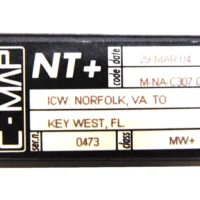 C-MAP
NT+
date 29-MAR-04
code M-NA-C307
ICW NORFOLK, VA. TO
KEY WEST, FL.
ser.n. 0473
class MW+